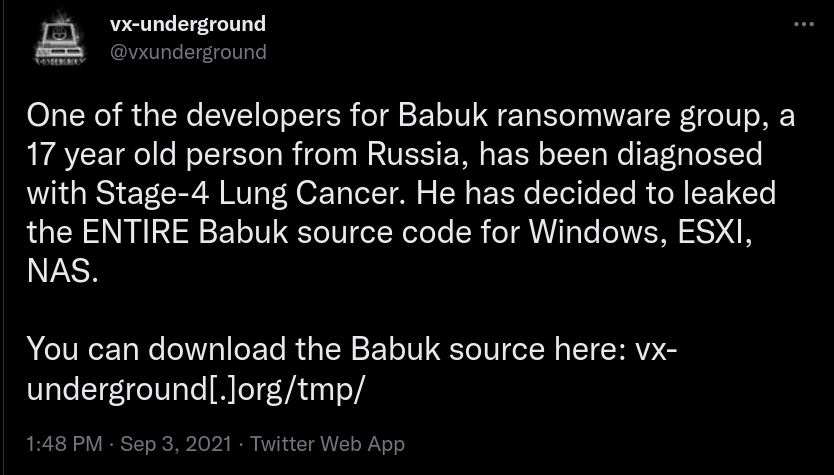 vx-underground
@vxunderground
One of the developers for Babuk ransomware group, a
17 year old person from Russia, has been diagnosed
with Stage-4 Lung Cancer. He has decided to leaked
the ENTIRE Babuk source code for Windows, ESXI,
NAS.
You can download the Babuk source here: vx-
underground[.]org/tmp/
1:48 PM · Sep 3, 2021 · Twitter Web App